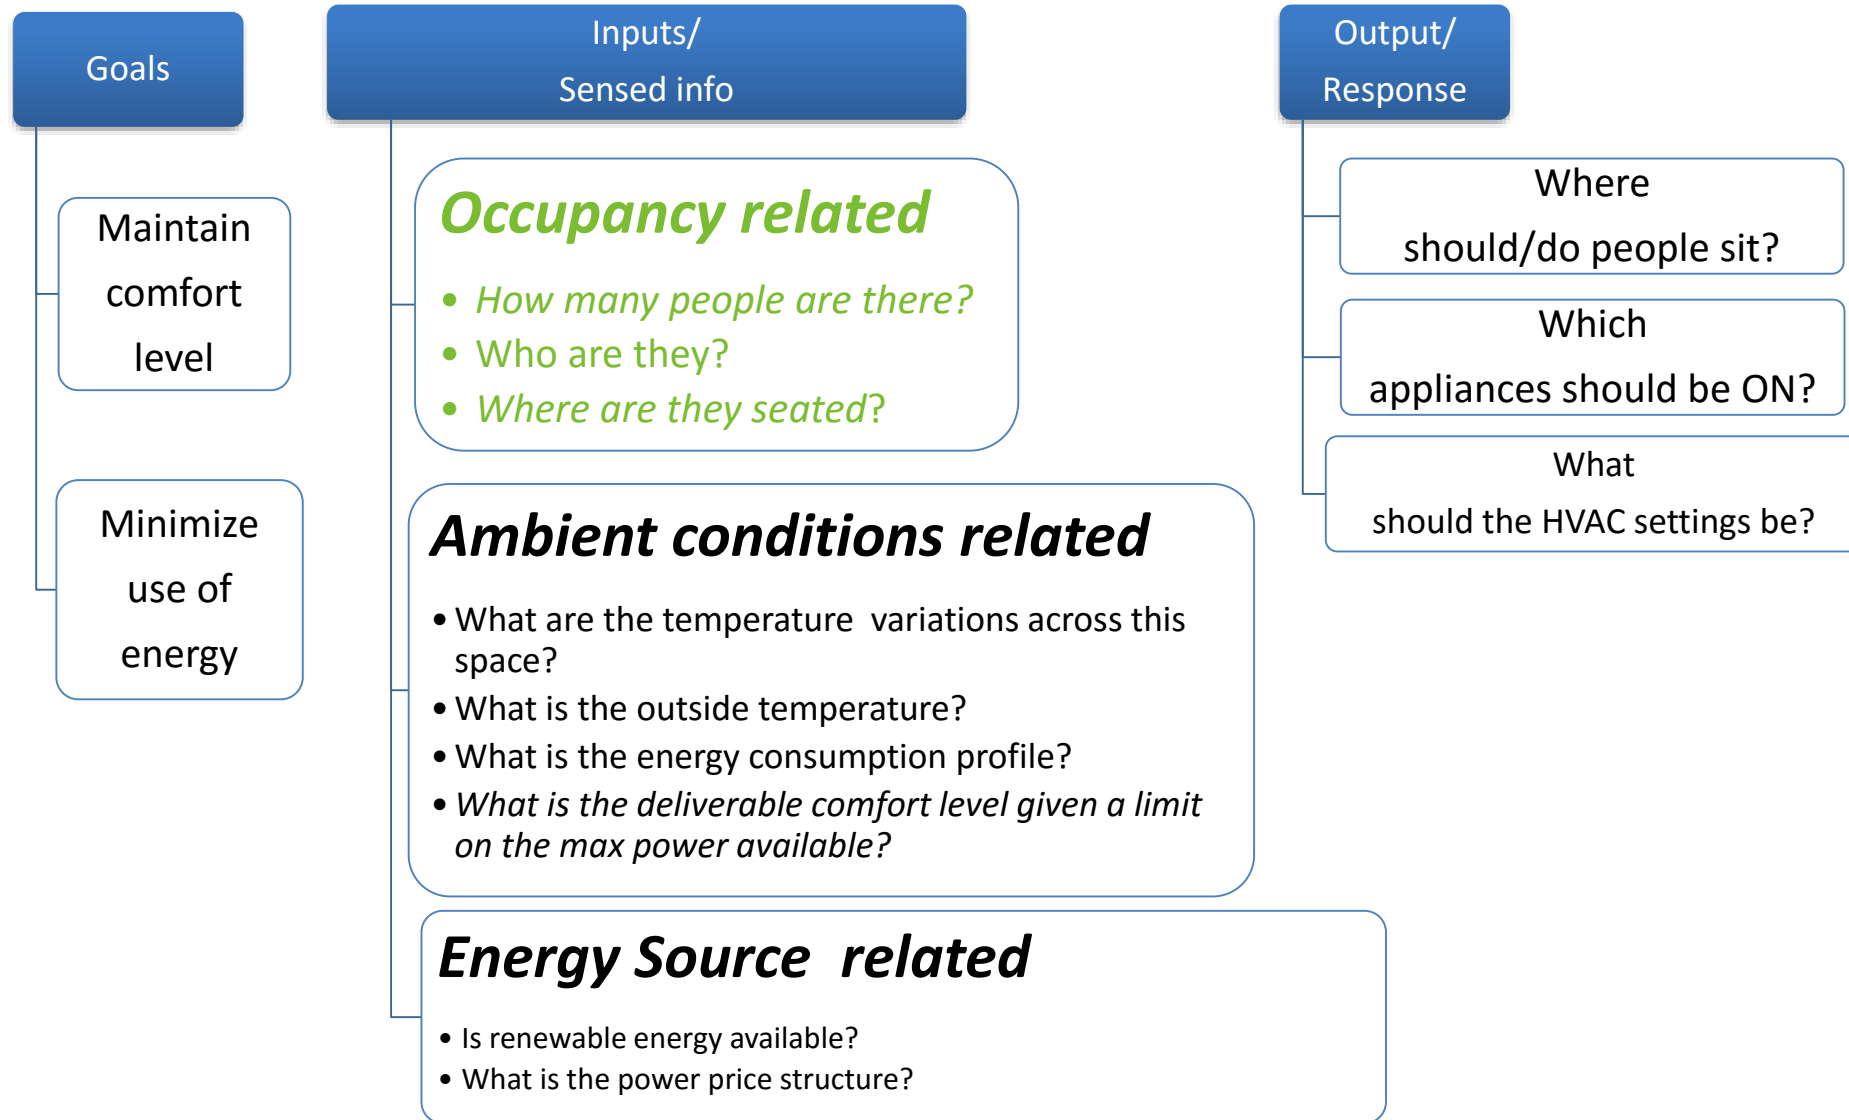 Goals
Maintain
comfort
level
Minimize
use of
energy
Inputs/
Sensed info
Occupancy related
• How many people are there?
• Who are they?
• Where are they seated?
Ambient conditions related
• What are the temperature  variations across this
space?
• What is the outside temperature?
• What is the energy consumption profile?
• What is the deliverable comfort level given a limit
on the max power available?
Energy Source  related
• Is renewable energy available?
• What is the power price structure?
Output/
Response
Where
should/do people sit?
Which
appliances should be ON?
What
should the HVAC settings be?